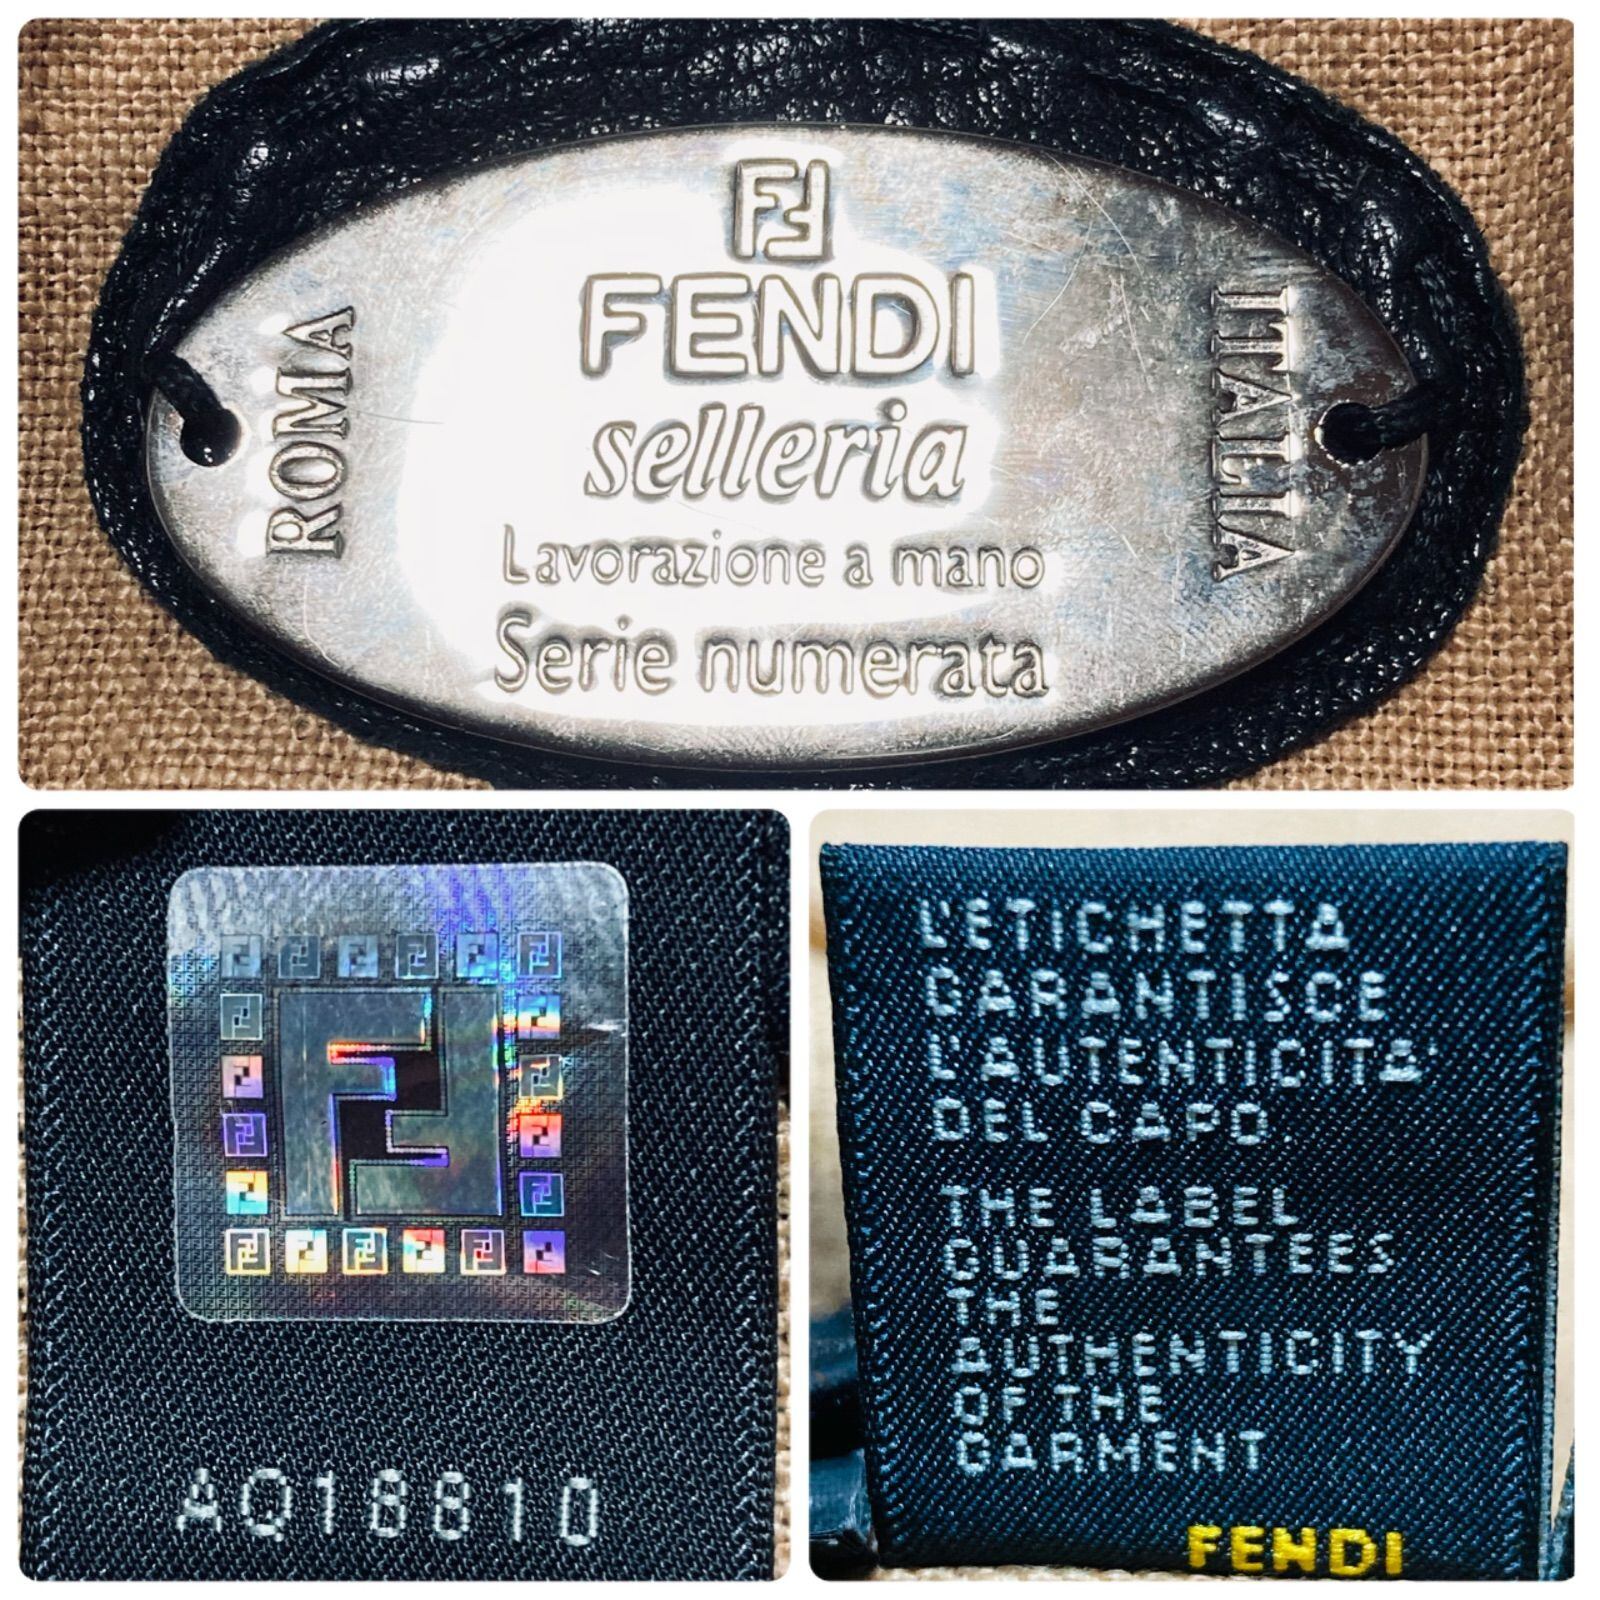 FF
FENDI
selleria
Lavorazione a mano
Serie numerata
ROMA
ITALIA
AQ18810
L'ETICHETTA
GARANTISCE
L'AUTENTICITA'
DEL CAPO
THE LABEL
GUARANTEES
THE
AUTHENTICITY
OF THE
GARMENT
FENDI